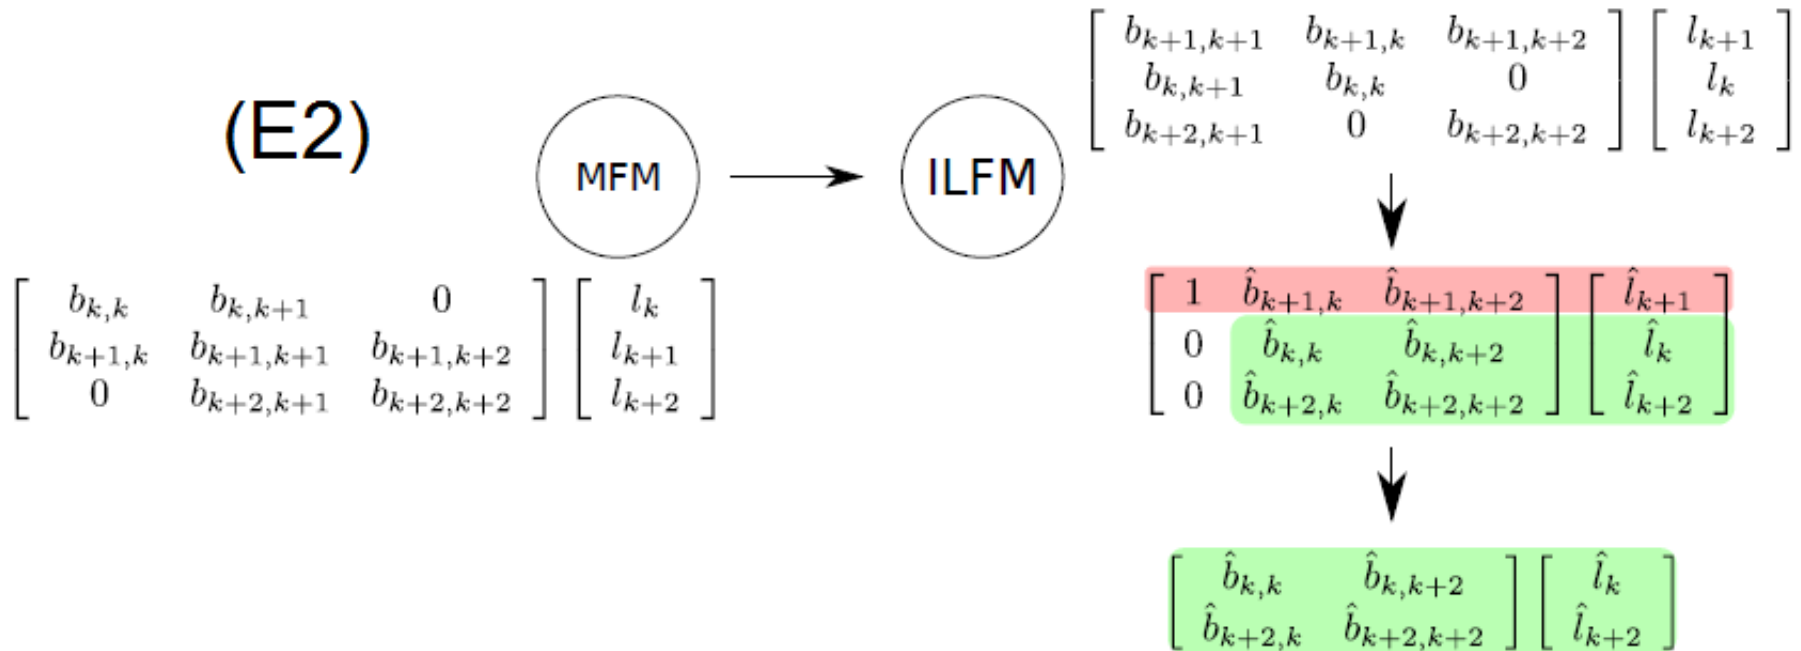 (E2)
MFM
ILFM
[ b_{k,k} b_{k,k+1} 0 ] [ l_k ]
[ b_{k+1,k} b_{k+1,k+1} b_{k+1,k+2} ] [ l_{k+1} ]
[ 0 b_{k+2,k+1} b_{k+2,k+2} ] [ l_{k+2} ]
[ b_{k+1,k+1} b_{k+1,k} b_{k+1,k+2} ] [ l_{k+1} ]
[ b_{k,k+1} b_{k,k} 0 ] [ l_k ]
[ b_{k+2,k+1} 0 b_{k+2,k+2} ] [ l_{k+2} ]
[ 1 b̂_{k+1,k} b̂_{k+1,k+2} ] [ l̂_{k+1} ]
[ 0 b̂_{k,k} b̂_{k,k+2} ] [ l̂_k ]
[ 0 b̂_{k+2,k} b̂_{k+2,k+2} ] [ l̂_{k+2} ]
[ b̂_{k,k} b̂_{k,k+2} ] [ l̂_k ]
[ b̂_{k+2,k} b̂_{k+2,k+2} ] [ l̂_{k+2} ]